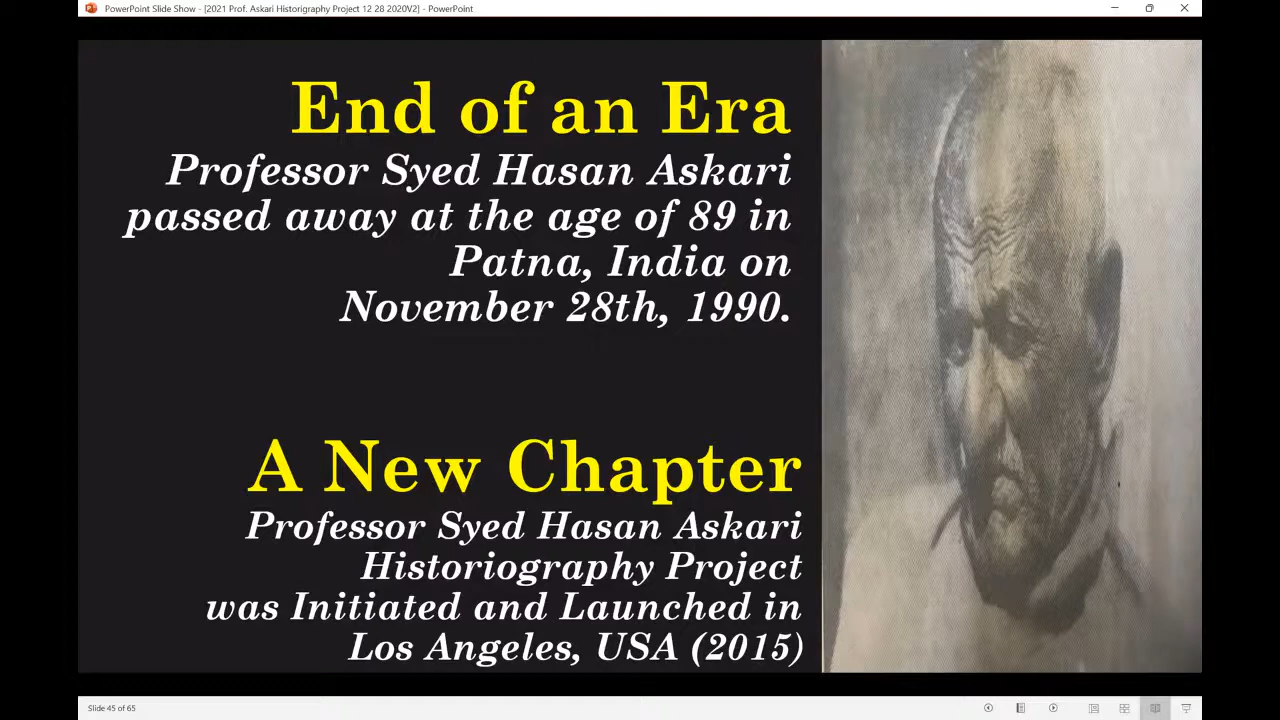 PowerPoint Slide Show - [2021 Prof. Askari Historigraphy Project 12 28 2020V2] - PowerPoint
End of an Era
Professor Syed Hasan Askari
passed away at the age of 89 in
Patna, India on
November 28th, 1990.
A New Chapter
Professor Syed Hasan Askari
Historiography Project
was Initiated and Launched in
Los Angeles, USA (2015)
Slide 45 of 65